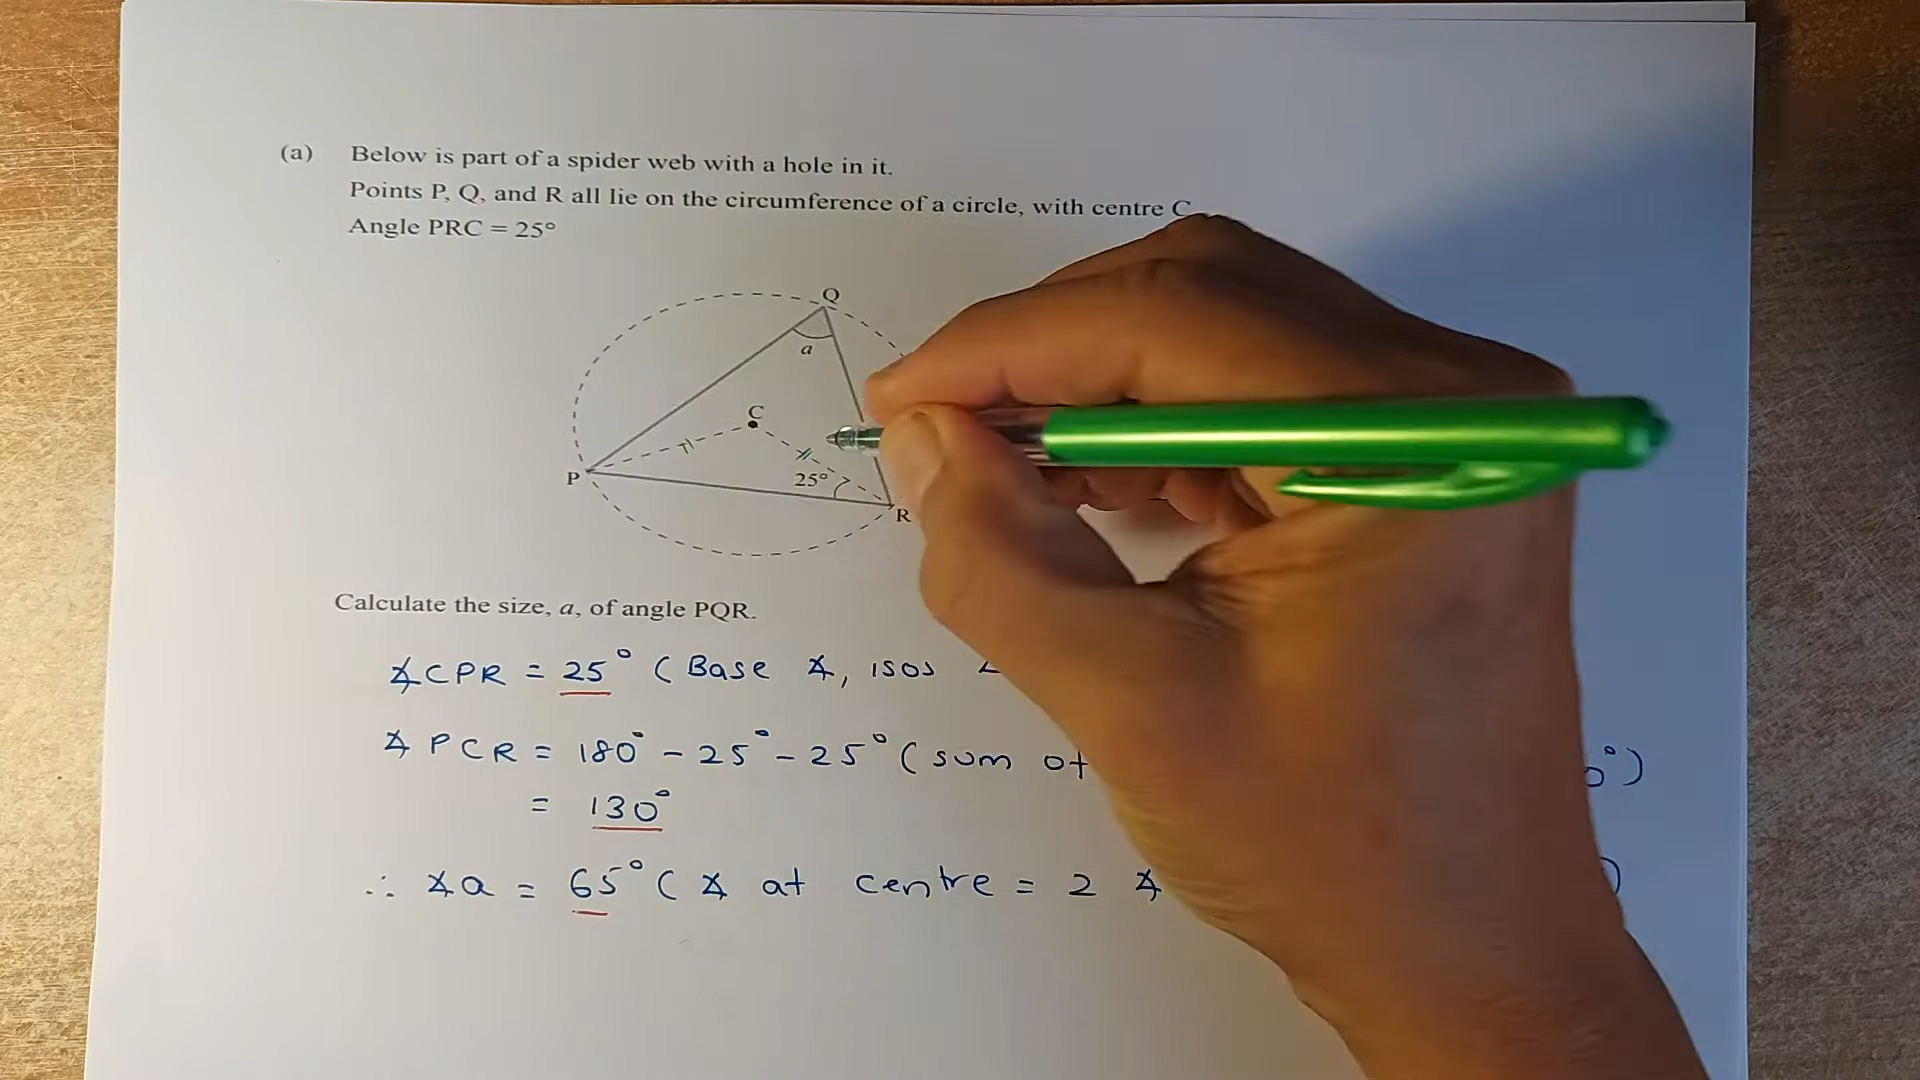 (a) Below is part of a spider web with a hole in it.
Points P, Q, and R all lie on the circumference of a circle, with centre C
Angle PRC = 25°
Q
a
C
25°
P
R
Calculate the size, a, of angle PQR.
∡CPR = 25° (Base ∡, isos
∡PCR = 180° - 25° - 25° (sum of 0°)
= 130°
∴ ∡a = 65° (∡ at centre = 2 ∡ )